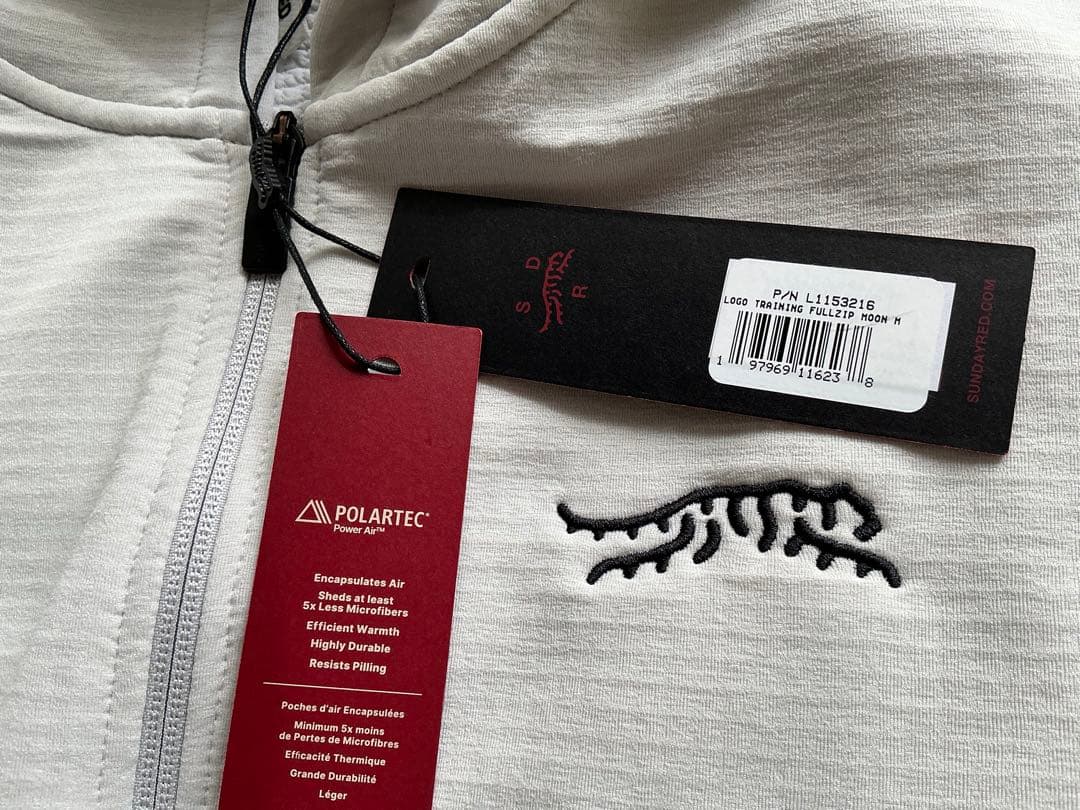 S D R
P/N L1153216
LOGO TRAINING FULLZIP MOON M
1 97969 11623 8
SUNDAYRED.COM
POLARTEC®
Power Air™
Encapsulates Air
Sheds at least
5x Less Microfibers
Efficient Warmth
Highly Durable
Resists Pilling
Poches d'air Encapsulées
Minimum 5x moins
de Pertes de Microfibres
Efficacité Thermique
Grande Durabilité
Léger